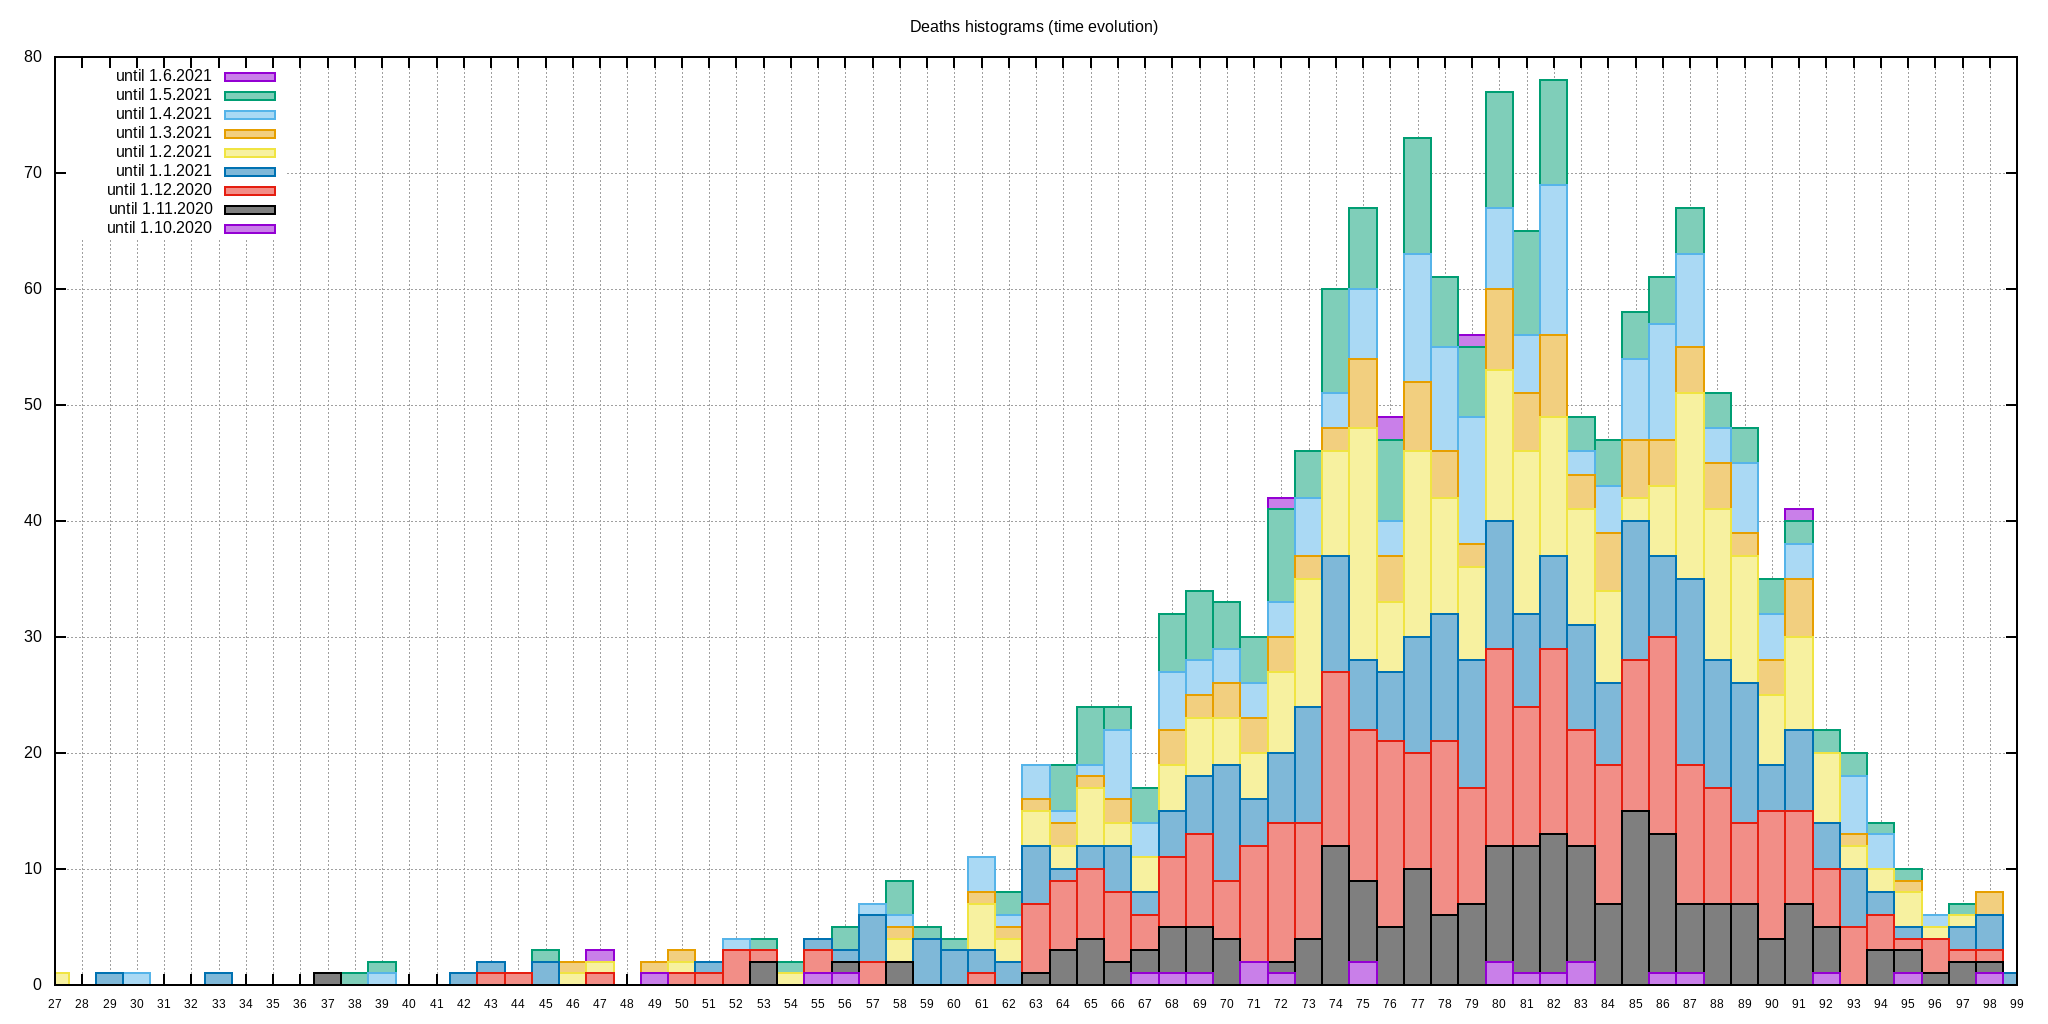 Deaths histograms (time evolution)
80
70
60
50
40
30
20
10
0
until 1.6.2021
until 1.5.2021
until 1.4.2021
until 1.3.2021
until 1.2.2021
until 1.1.2021
until 1.12.2020
until 1.11.2020
until 1.10.2020
27 28 29 30 31 32 33 34 35 36 37 38 39 40 41 42 43 44 45 46 47 48 49 50 51 52 53 54 55 56 57 58 59 60 61 62 63 64 65 66 67 68 69 70 71 72 73 74 75 76 77 78 79 80 81 82 83 84 85 86 87 88 89 90 91 92 93 94 95 96 97 98 99